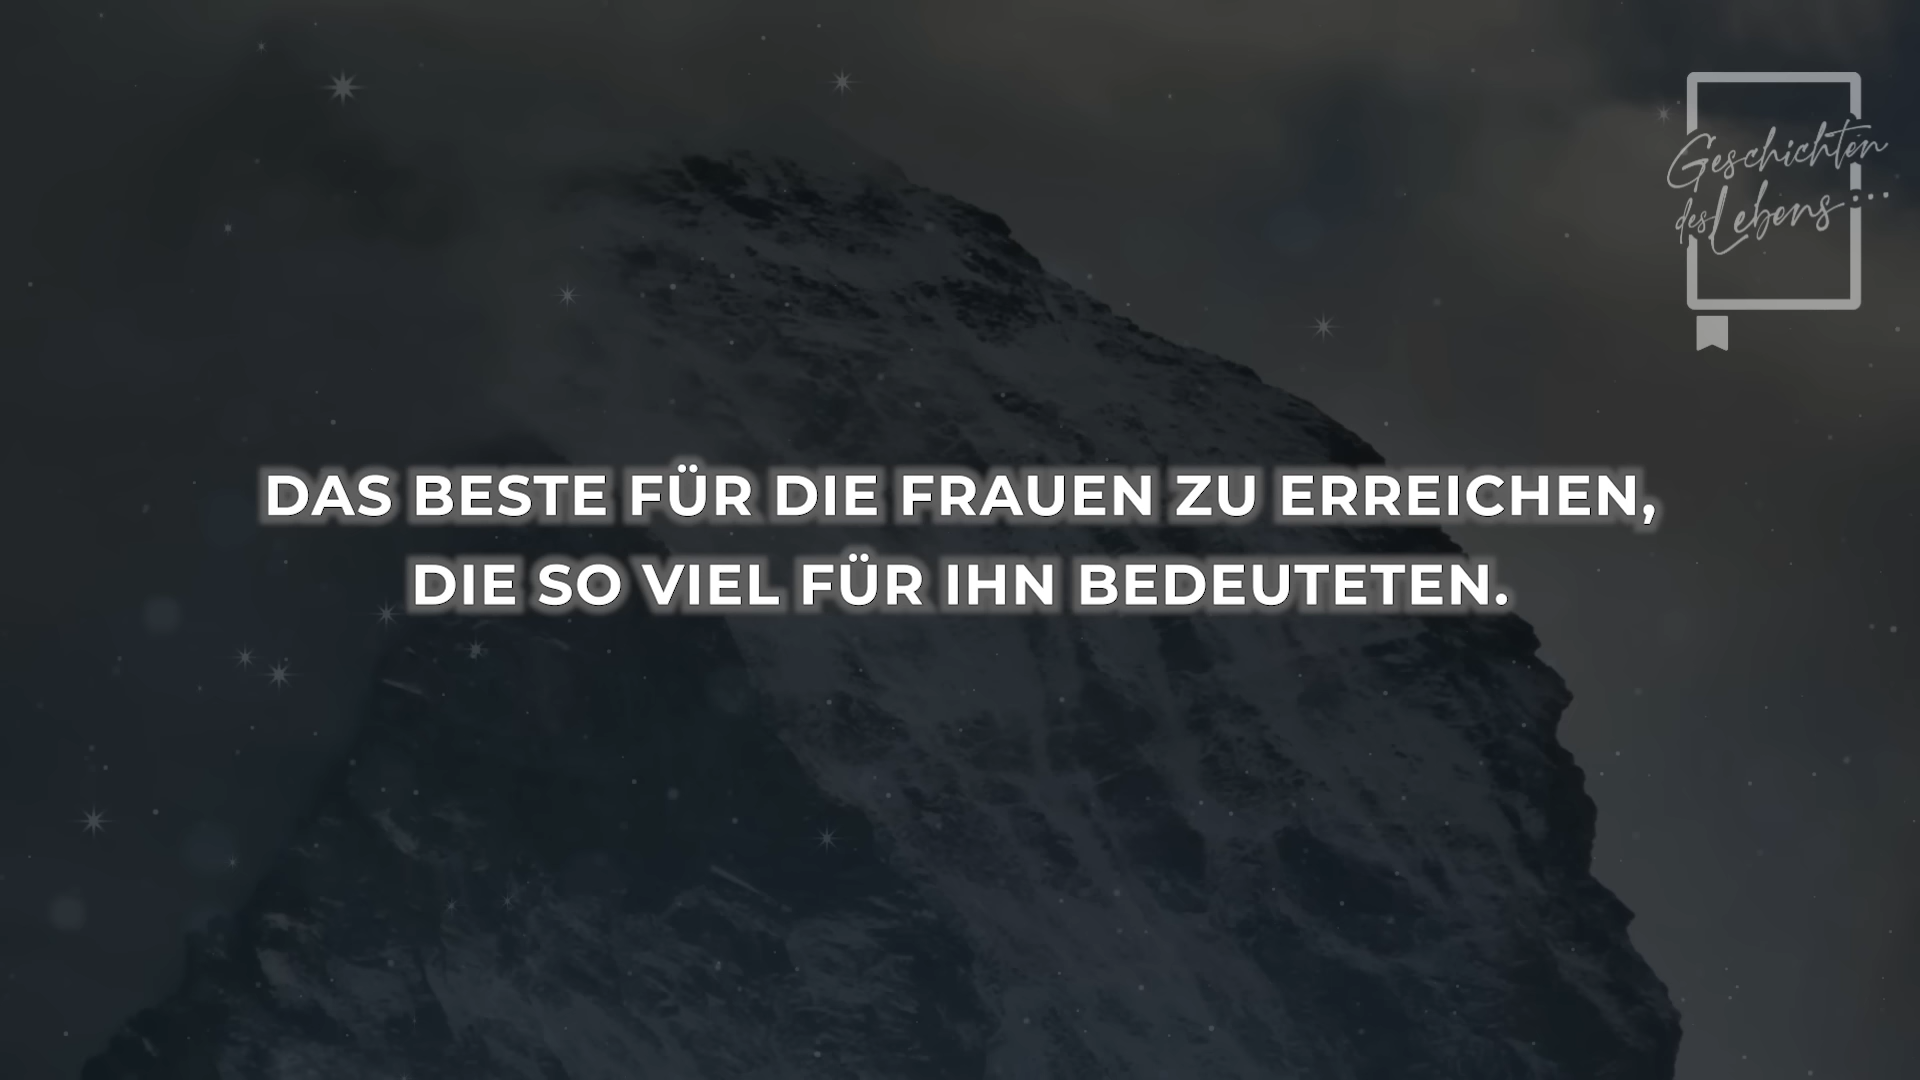 Geschichten
des Lebens...
DAS BESTE FÜR DIE FRAUEN ZU ERREICHEN,
DIE SO VIEL FÜR IHN BEDEUTETEN.